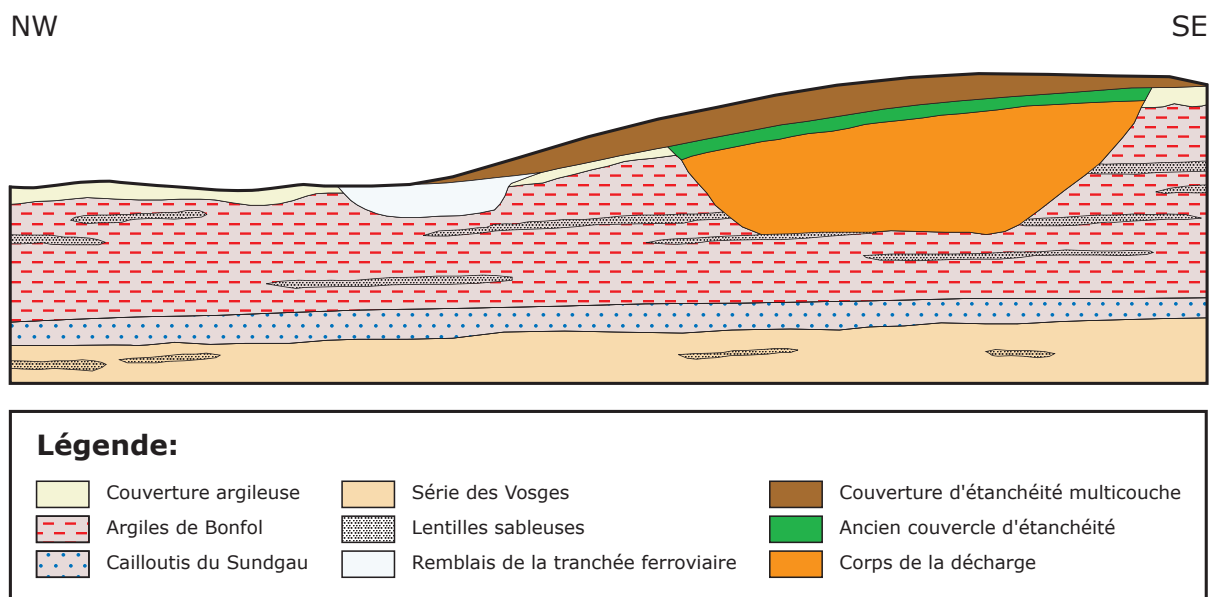 NW
SE
Légende:
Couverture argileuse
Argiles de Bonfol
Cailloutis du Sundgau
Série des Vosges
Lentilles sableuses
Remblais de la tranchée ferroviaire
Couverture d'étanchéité multicouche
Ancien couvercle d'étanchéité
Corps de la décharge